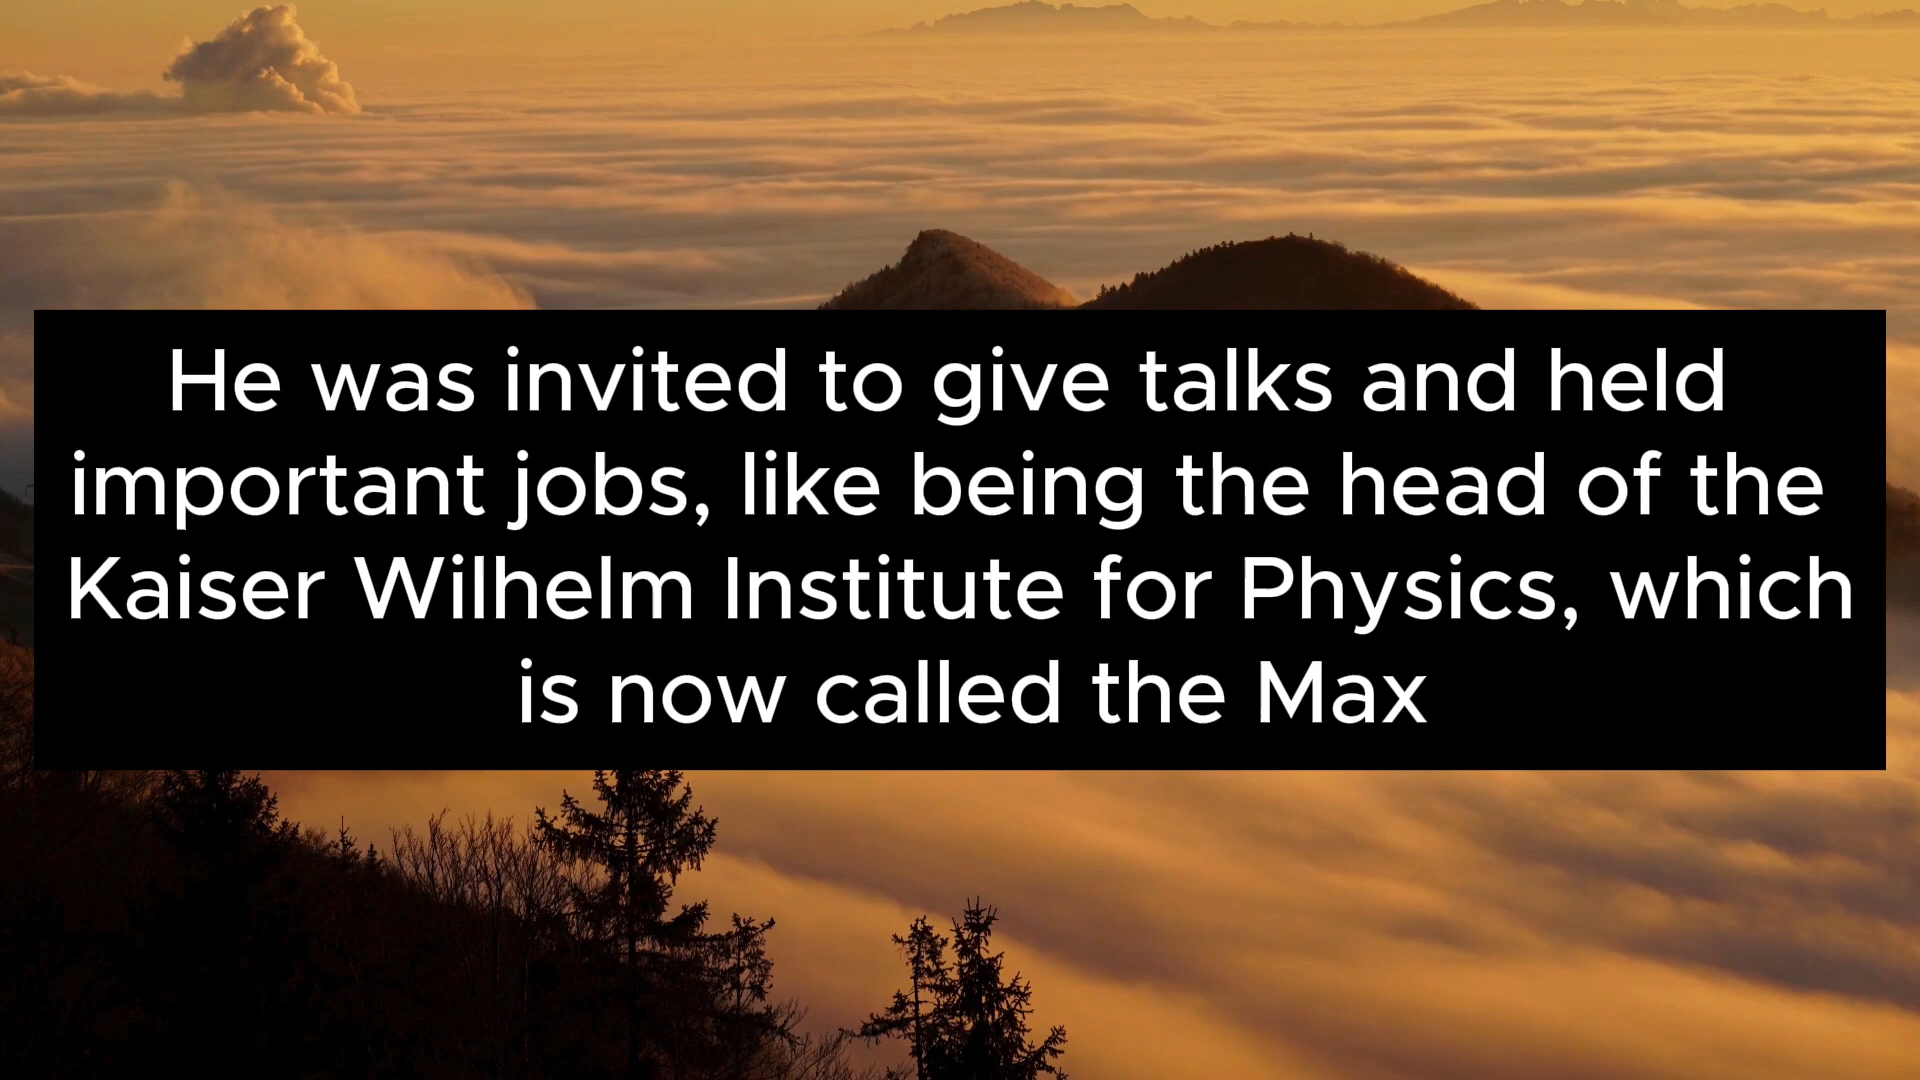 He was invited to give talks and held
important jobs, like being the head of the
Kaiser Wilhelm Institute for Physics, which
is now called the Max